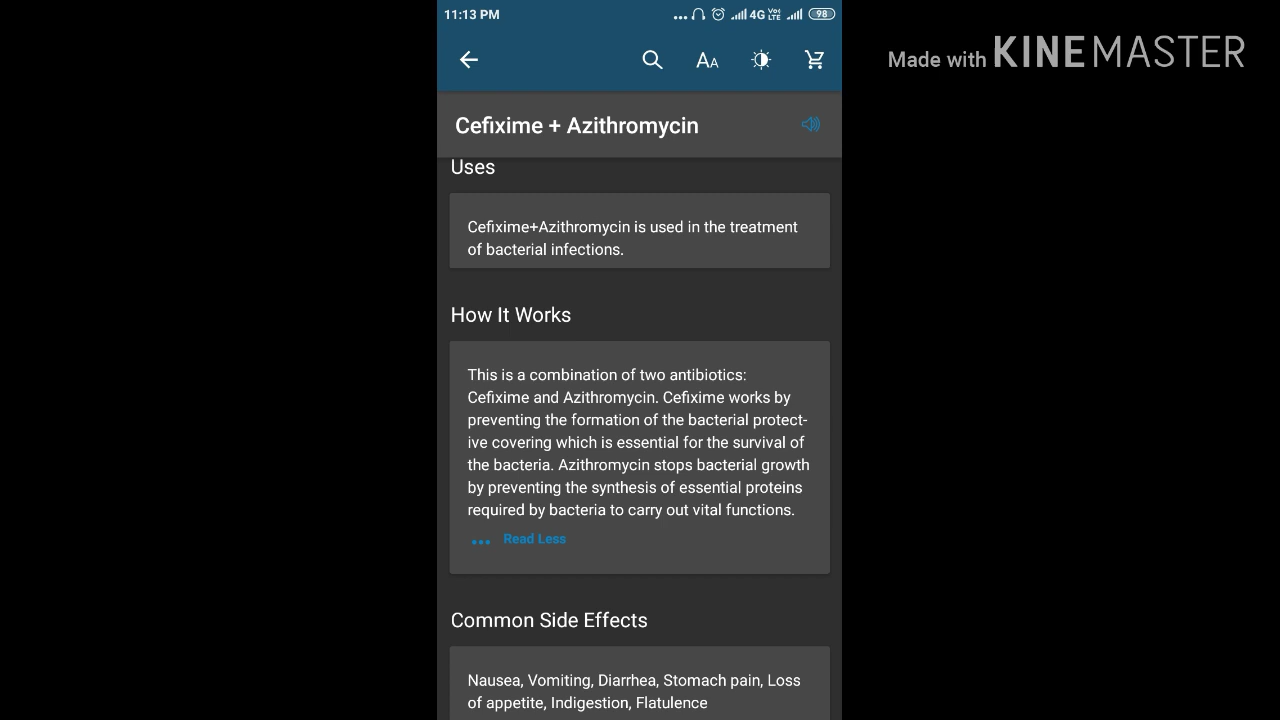 11:13 PM
4G VoLTE 98
Made with KINEMASTER
AA
Cefixime + Azithromycin
Uses
Cefixime+Azithromycin is used in the treatment
of bacterial infections.
How It Works
This is a combination of two antibiotics:
Cefixime and Azithromycin. Cefixime works by
preventing the formation of the bacterial protect-
ive covering which is essential for the survival of
the bacteria. Azithromycin stops bacterial growth
by preventing the synthesis of essential proteins
required by bacteria to carry out vital functions.
... Read Less
Common Side Effects
Nausea, Vomiting, Diarrhea, Stomach pain, Loss
of appetite, Indigestion, Flatulence